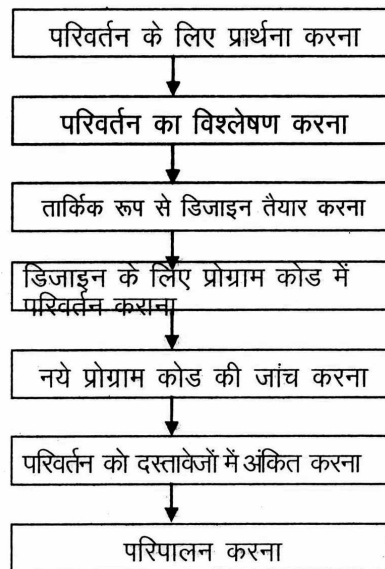 परिवर्तन के लिए प्रार्थना करना
परिवर्तन का विश्लेषण करना
तार्किक रूप से डिजाइन तैयार करना
डिजाइन के लिए प्रोग्राम कोड में
परिवर्तन कराना
नये प्रोग्राम कोड की जांच करना
परिवर्तन को दस्तावेजों में अंकित करना
परिपालन करना